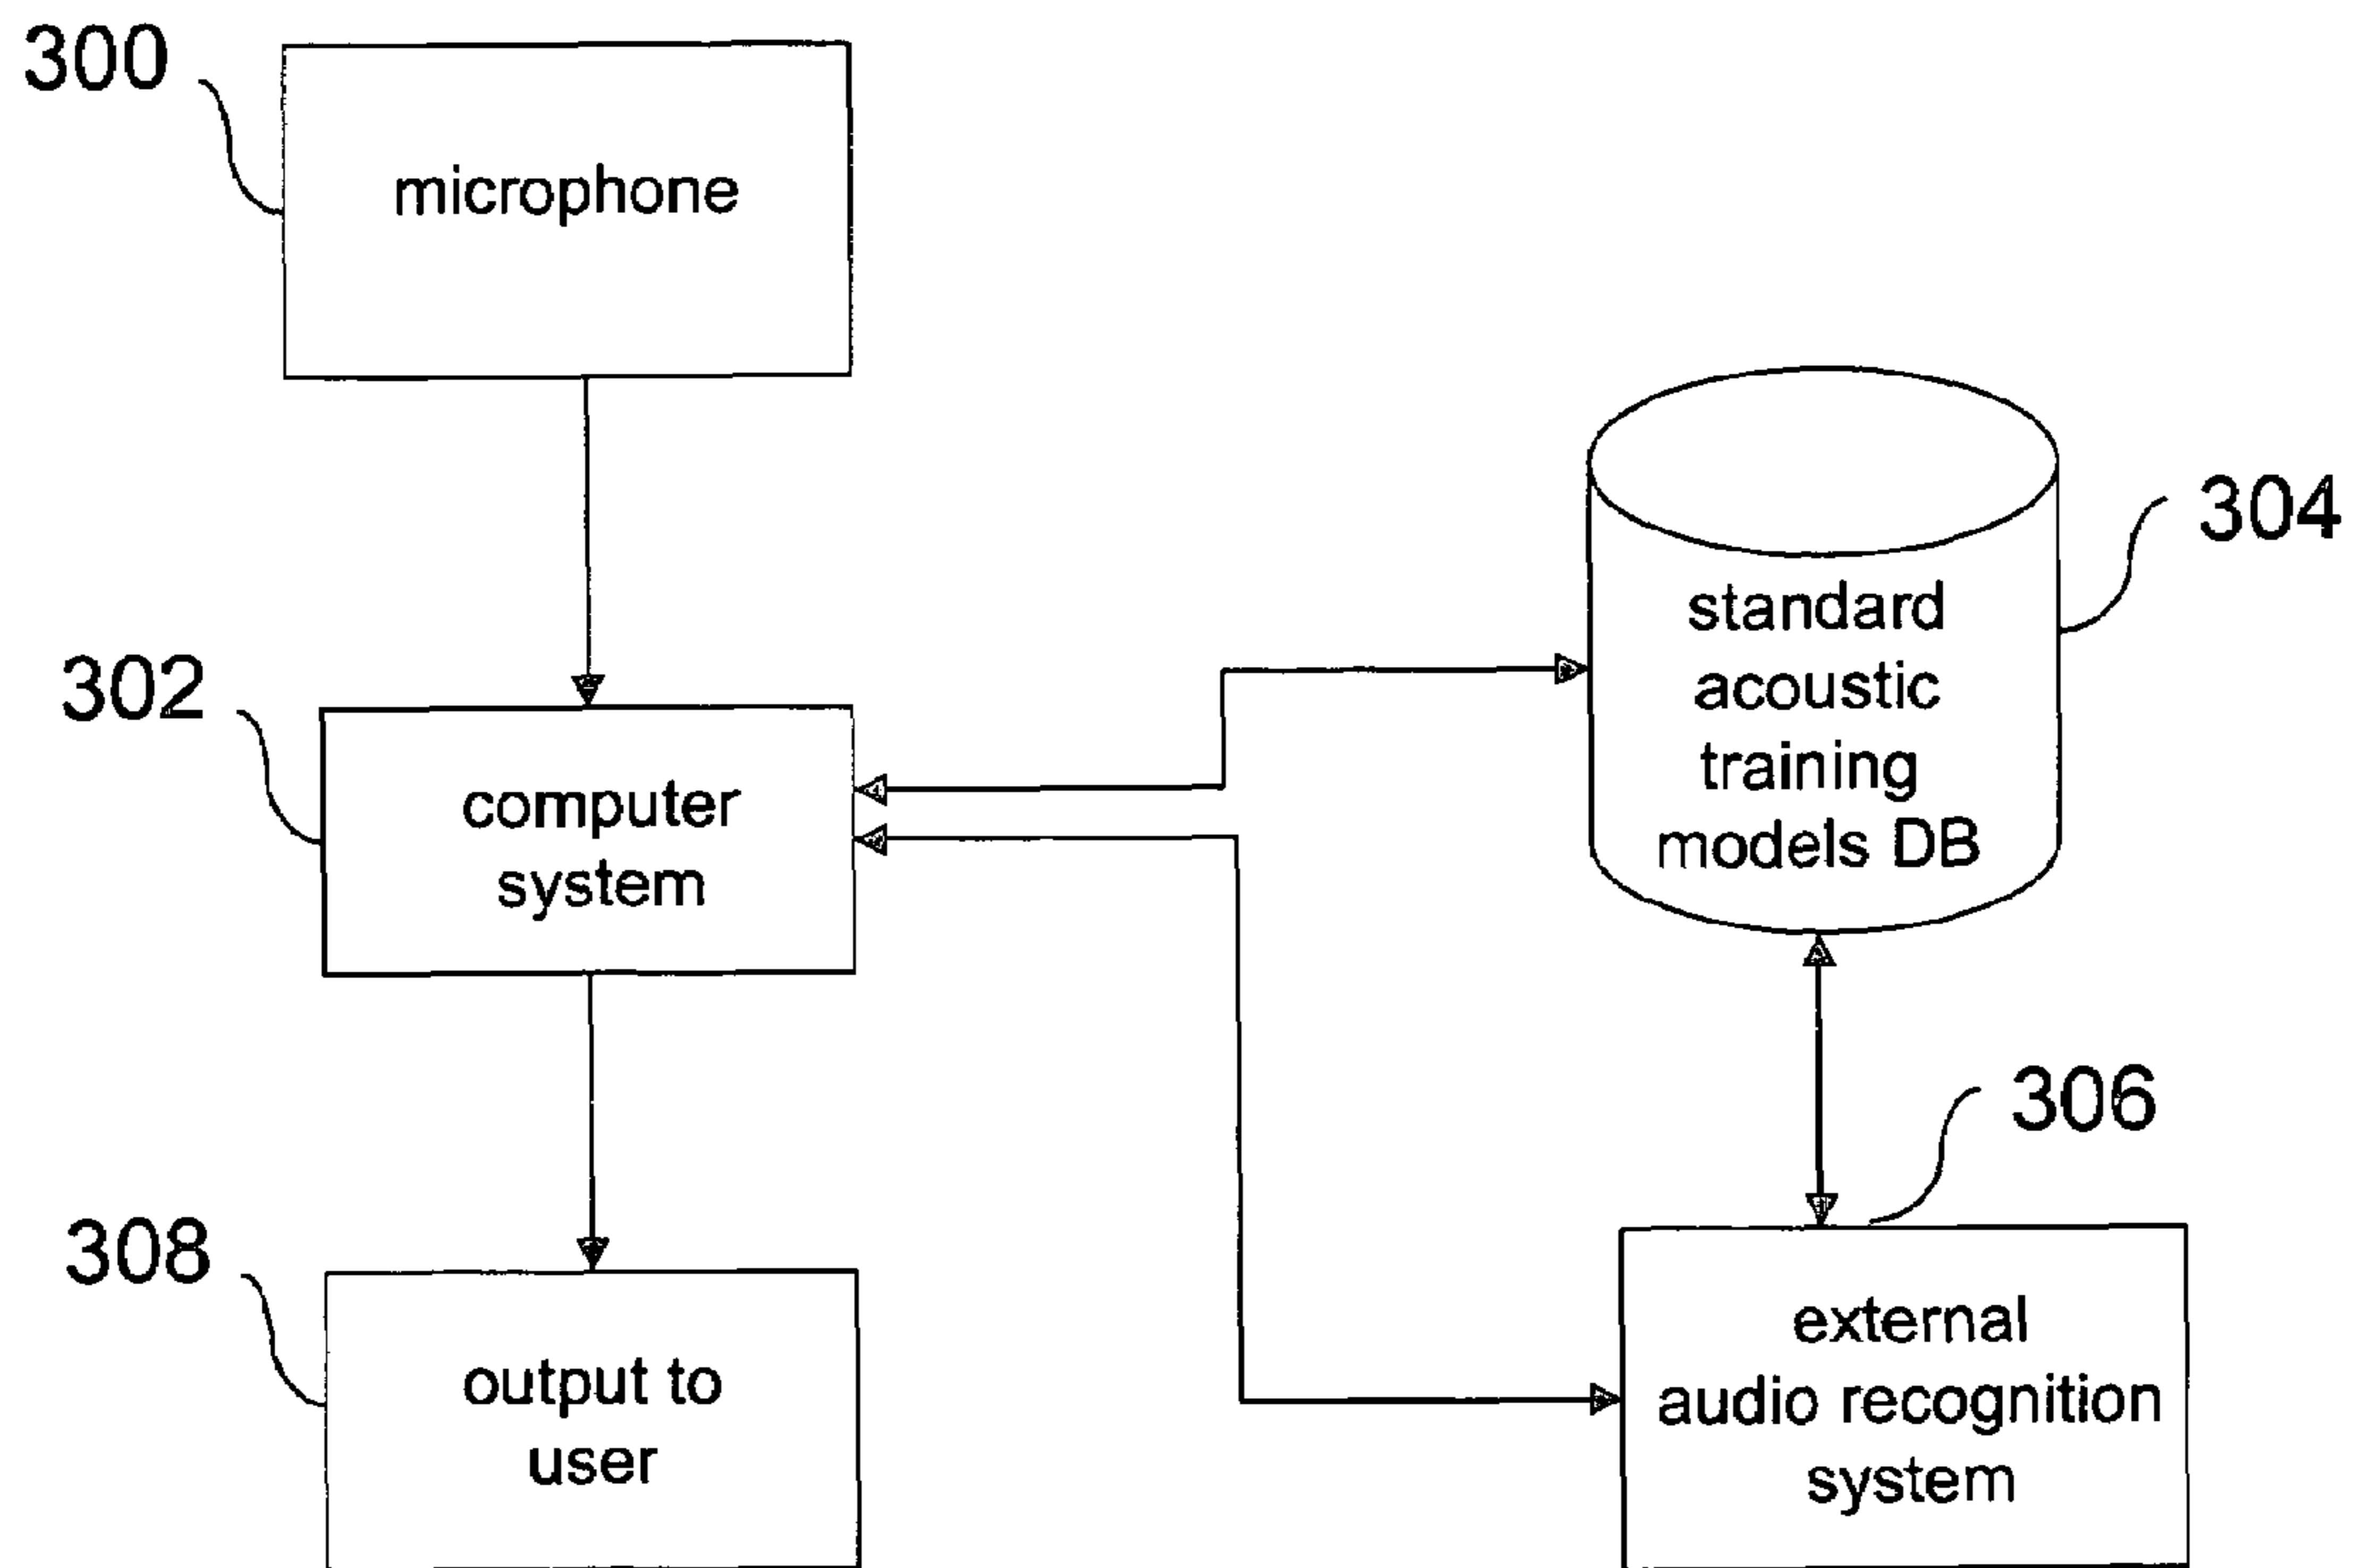 300
microphone
302
computer
system
304
standard
acoustic
training
models DB
306
external
audio recognition
system
308
output to
user